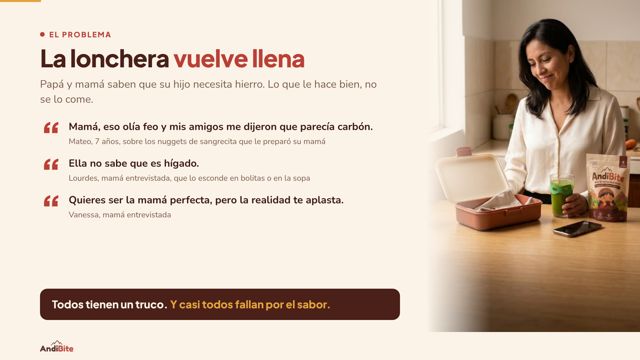 EL PROBLEMA
La lonchera vuelve llena
Papá y mamá saben que su hijo necesita hierro. Lo que le hace bien, no
se lo come.
Mamá, eso olía feo y mis amigos me dijeron que parecía carbón.
Mateo, 7 años, sobre los nuggets de sangrecita que le preparó su mamá
Ella no sabe que es hígado.
Lourdes, mamá entrevistada, que lo esconde en bolitas o en la sopa
Quieres ser la mamá perfecta, pero la realidad te aplasta.
Vanessa, mamá entrevistada
AndiBite
Todos tienen un truco. Y casi todos fallan por el sabor.
AndiBite